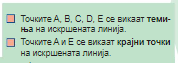 Точките А, В, С, D, E се викаат теми-
ња на искршената линија.
Точките А и Е се викаат крајни точки
на искршената линија.